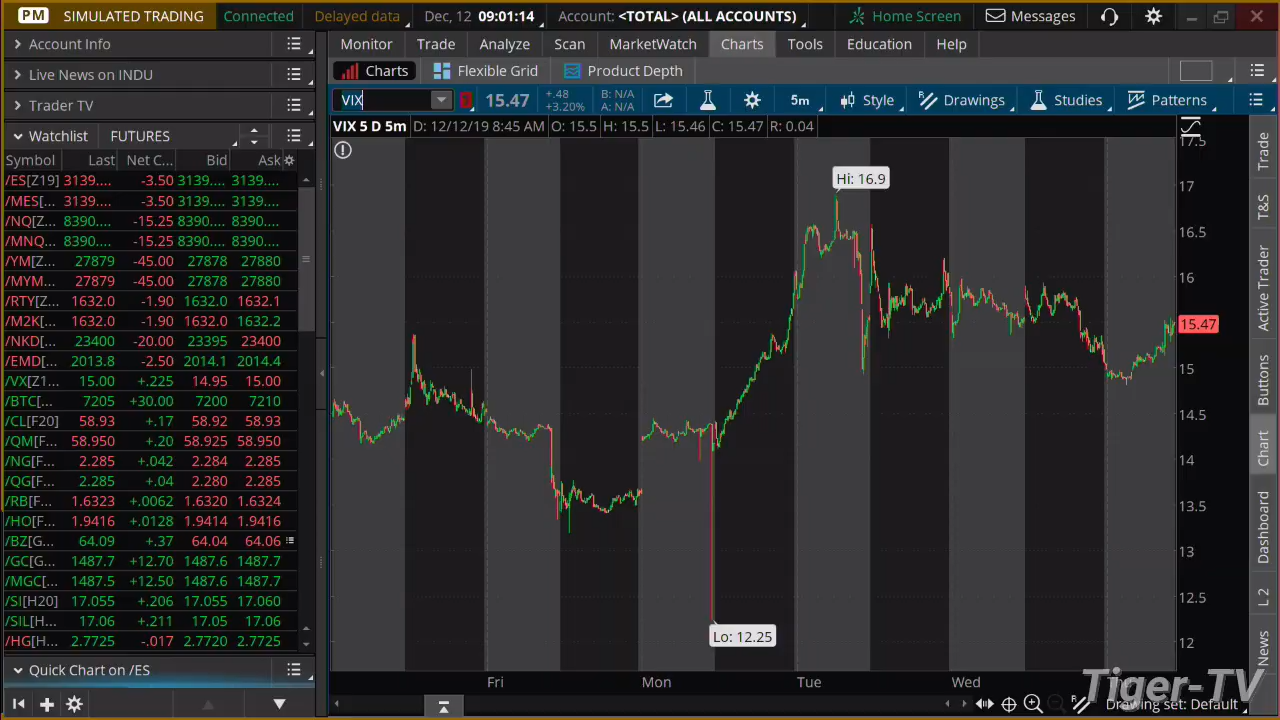 PM SIMULATED TRADING Connected Delayed data Dec, 12 09:01:14 Account: <TOTAL> (ALL ACCOUNTS) Home Screen Messages
Account Info
Live News on INDU
Trader TV
Watchlist FUTURES
Symbol Last Net C... Bid Ask
/ES[Z19] 3139.... -3.50 3139.... 3139....
/MES[... 3139.... -3.50 3139.... 3139....
/NQ[Z... 8390.... -15.25 8390.... 8390....
/MNQ... 8390.... -15.25 8390.... 8390....
/YM[Z... 27879 -45.00 27878 27880
/MYM... 27879 -45.00 27878 27880
/RTY[Z... 1632.0 -1.90 1632.0 1632.1
/M2K[... 1632.0 -1.90 1632.0 1632.2
/NKD[... 23400 -20.00 23395 23400
/EMD[... 2013.8 -2.50 2014.1 2014.4
/VX[Z1... 15.00 +.225 14.95 15.00
/BTC[... 7205 +30.00 7200 7210
/CL[F20] 58.93 +.17 58.92 58.93
/QM[F... 58.950 +.20 58.925 58.950
/NG[F... 2.285 +.042 2.284 2.285
/QG[F... 2.285 +.04 2.280 2.285
/RB[F... 1.6323 +.0062 1.6320 1.6324
/HO[F... 1.9416 +.0128 1.9414 1.9416
/BZ[G... 64.09 +.37 64.04 64.06
/GC[G... 1487.7 +12.70 1487.6 1487.7
/MGC[... 1487.5 +12.50 1487.6 1487.7
/SI[H20] 17.055 +.206 17.055 17.060
/SIL[... 17.06 +.211 17.05 17.06
/HG[H... 2.7725 -.017 2.7720 2.7725
Quick Chart on /ES
Monitor Trade Analyze Scan MarketWatch Charts Tools Education Help
Charts Flexible Grid Product Depth
VIX 15.47 +.48 +3.20% B: N/A A: N/A 5m Style Drawings Studies Patterns
VIX 5 D 5m D: 12/12/19 8:45 AM O: 15.5 H: 15.5 L: 15.46 C: 15.47 R: 0.04
Hi: 16.9
Lo: 12.25
17.5
17
16.5
16
15.47
15
14.5
14
13.5
13
12.5
12
Fri Mon Tue Wed
Trade
T&S
Active Trader
Buttons
Chart
Dashboard
L 2
News
Tiger-TV
Drawing set: Default